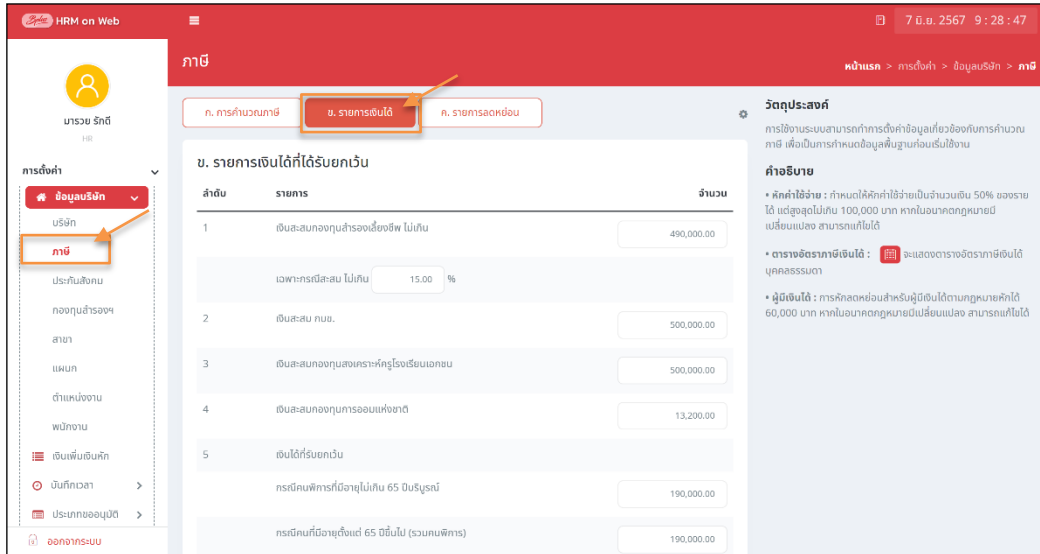 Bplus HRM on Web
7 มิ.ย. 2567 9 : 28 : 47
ภาษี
หน้าแรก > การตั้งค่า > ข้อมูลบริษัท > ภาษี
มารวย รักดี
HR
การตั้งค่า
ข้อมูลบริษัท
บริษัท
ภาษี
ประกันสังคม
กองทุนสำรองฯ
สาขา
แผนก
ตำแหน่งงาน
พนักงาน
เงินเพิ่มเงินหัก
บันทึกเวลา
ประเภทขออนุมัติ
ออกจากระบบ
ก. การคำนวณภาษี
ข. รายการเงินได้
ค. รายการลดหย่อน
ข. รายการเงินได้ที่ได้รับยกเว้น
ลำดับ รายการ จำนวน
1 เงินสะสมกองทุนสำรองเลี้ยงชีพ ไม่เกิน 490,000.00
เฉพาะกรณีสะสม ไม่เกิน 15.00 %
2 เงินสะสม กบข. 500,000.00
3 เงินสะสมกองทุนสงเคราะห์ครูโรงเรียนเอกชน 500,000.00
4 เงินสะสมกองทุนการออมแห่งชาติ 13,200.00
5 เงินได้ที่รับยกเว้น
กรณีคนพิการที่มีอายุไม่เกิน 65 ปีบริบูรณ์ 190,000.00
กรณีคนที่มีอายุตั้งแต่ 65 ปีขึ้นไป (รวมคนพิการ) 190,000.00
วัตถุประสงค์
การใช้งานระบบสามารถทำการตั้งค่าข้อมูลเกี่ยวข้องกับการคำนวณ
ภาษี เพื่อเป็นการกำหนดข้อมูลพื้นฐานก่อนเริ่มใช้งาน
คำอธิบาย
• หักค่าใช้จ่าย : กำหนดให้หักค่าใช้จ่ายเป็นจำนวนเงิน 50% ของราย
ได้ แต่สูงสุดไม่เกิน 100,000 บาท หากในอนาคตกฎหมายมี
เปลี่ยนแปลง สามารถแก้ไขได้
• ตารางอัตราภาษีเงินได้ : จะแสดงตารางอัตราภาษีเงินได้
บุคคลธรรมดา
• ผู้มีเงินได้ : การหักลดหย่อนสำหรับผู้มีเงินได้ตามกฎหมายหักได้
60,000 บาท หากในอนาคตกฎหมายมีเปลี่ยนแปลง สามารถแก้ไขได้